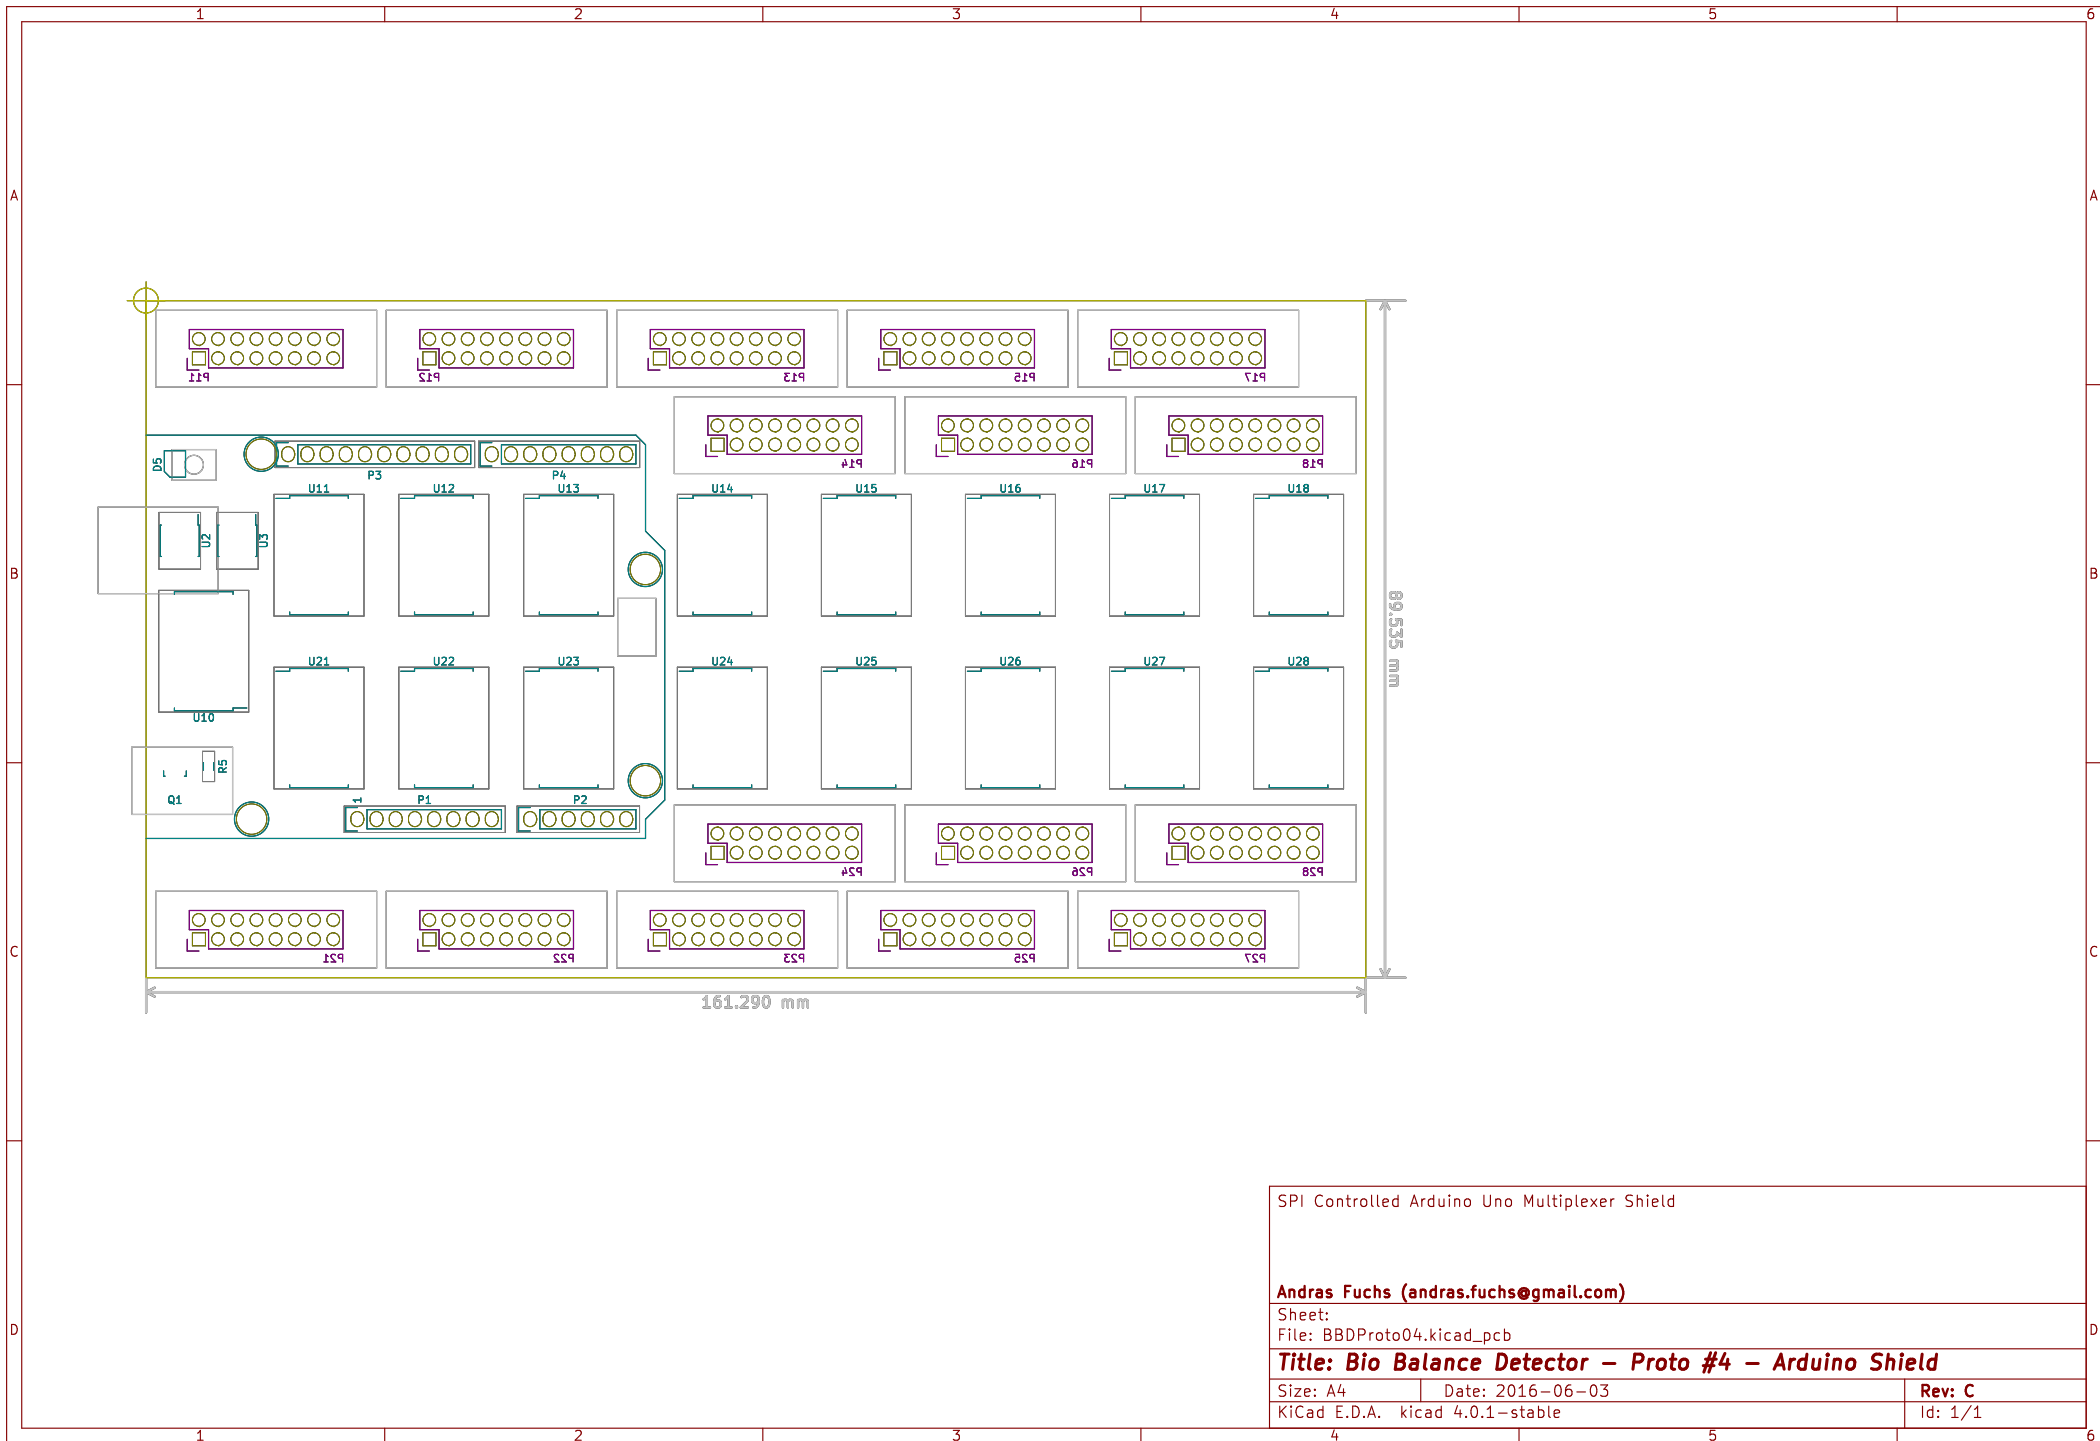 1 2 3 4 5 6
A A
P11 P12 P13 P15 P17
P14 P16 P18
D5 P3 P4
U11 U12 U13 U14 U15 U16 U17 U18
U2 U3
B B
89.535 mm
U21 U22 U23 U24 U25 U26 U27 U28
U10
R5
Q1 1 P1 P2
P24 P26 P28
C C
P21 P22 P23 P25 P27
161.290 mm
SPI Controlled Arduino Uno Multiplexer Shield
Andras Fuchs (andras.fuchs@gmail.com)
Sheet:
File: BBDProto04.kicad_pcb
D D
Title: Bio Balance Detector - Proto #4 - Arduino Shield
Size: A4 Date: 2016-06-03 Rev: C
KiCad E.D.A. kicad 4.0.1-stable Id: 1/1
1 2 3 4 5 6